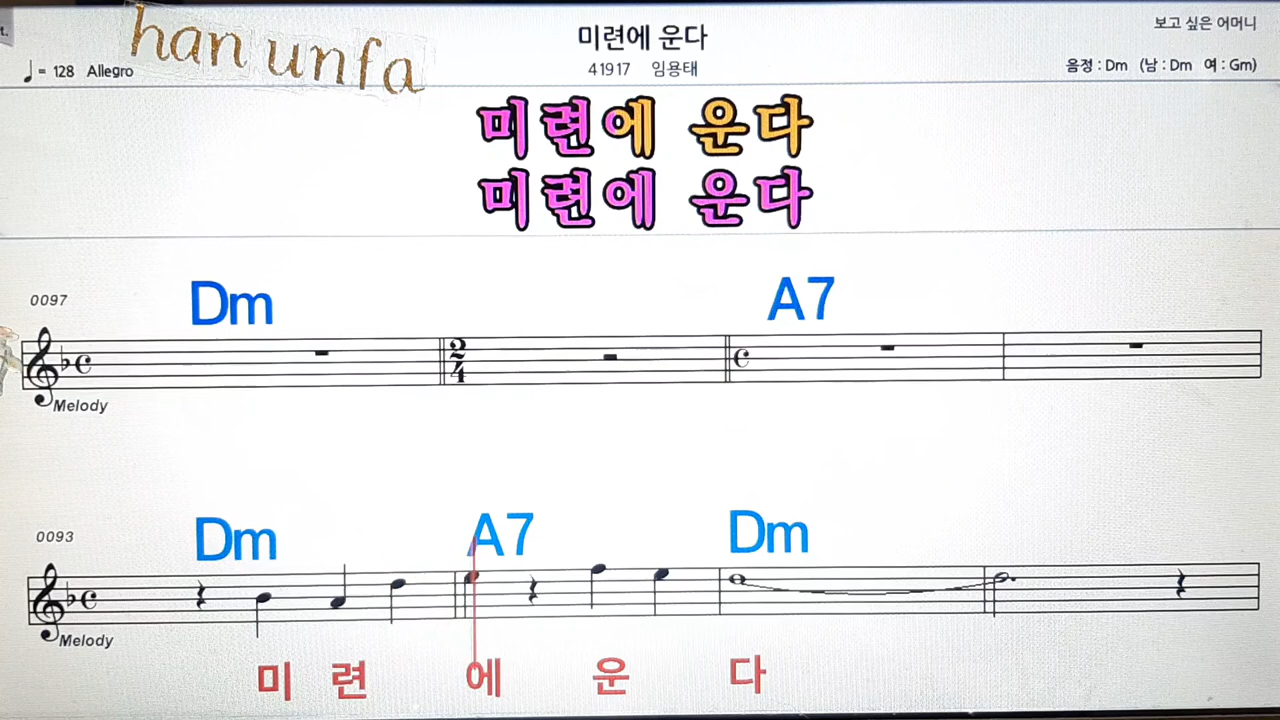 t.
han unfa
♩= 128 Allegro
미련에 운다
41917 임용태
보고 싶은 어머니
음정 : Dm (남 : Dm 여 : Gm)
미련에 운다
미련에 운다
0097
Dm A7
2
4
Melody
0093
Dm A7 Dm
Melody
미 련 에 운 다